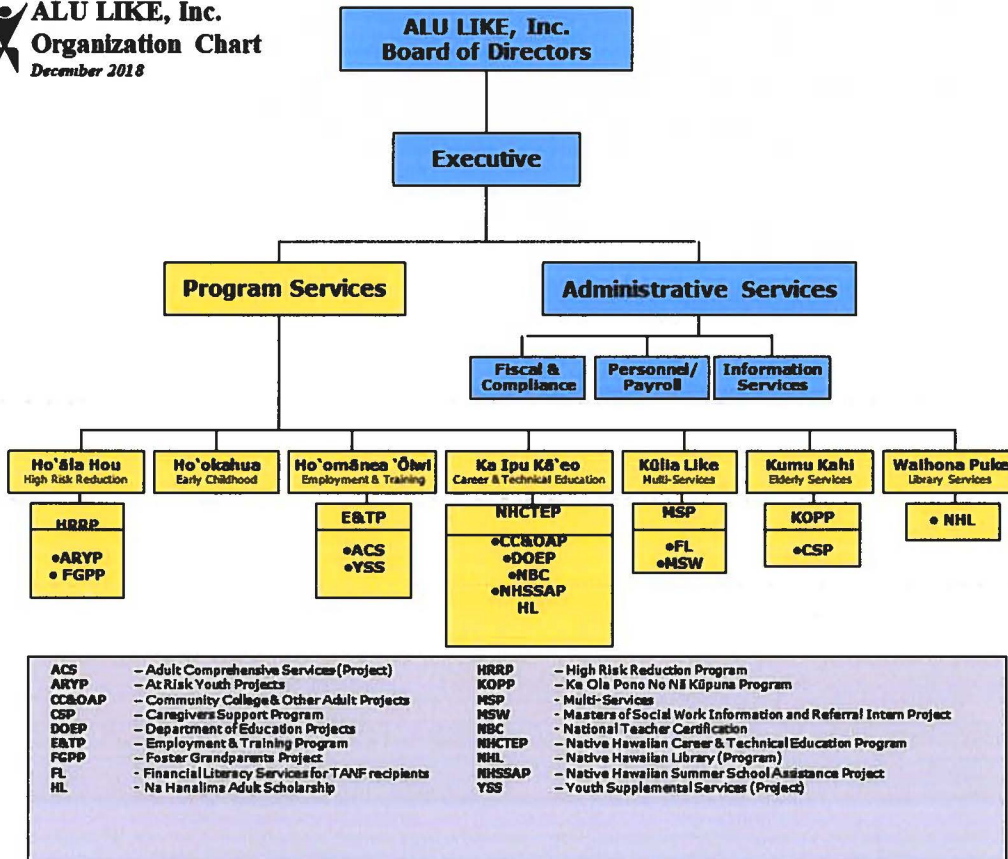 ALU LIKE, Inc.
Organization Chart
December 2018
ALU LIKE, Inc.
Board of Directors
Executive
Program Services
Administrative Services
Fiscal &
Compliance
Personnel/
Payroll
Information
Services
Ho`āla Hou
High Risk Reduction
Ho`okahua
Early Childhood
Ho`omānea `Ōiwi
Employment & Training
Ka Ipu Kā`eo
Career & Technical Education
Kūlia Like
Multi-Services
Kumu Kahi
Elderly Services
Waihona Puke
Library Services
HRRP
•ARYP
• FGPP
E&TP
•ACS
•YSS
NHCTEP
•CC&OAP
•DOEP
•NBC
•NHSSAP
HL
MSP
•FL
•MSW
KOPP
•CSP
• NHL
ACS – Adult Comprehensive Services (Project)
ARYP – At Risk Youth Projects
CC&OAP – Community College & Other Adult Projects
CSP – Caregivers Support Program
DOEP – Department of Education Projects
E&TP – Employment & Training Program
FGPP – Foster Grandparents Project
FL - Financial Literacy Services for TANF recipients
HL - Na Hanalima Adult Scholarship
HRRP – High Risk Reduction Program
KOPP – Ke Ola Pono No Nā Kūpuna Program
MSP - Multi-Services
MSW - Masters of Social Work Information and Referral Intern Project
NBC - National Teacher Certification
NHCTEP – Native Hawaiian Career & Technical Education Program
NHL – Native Hawaiian Library (Program)
NHSSAP – Native Hawaiian Summer School Assistance Project
YSS – Youth Supplemental Services (Project)